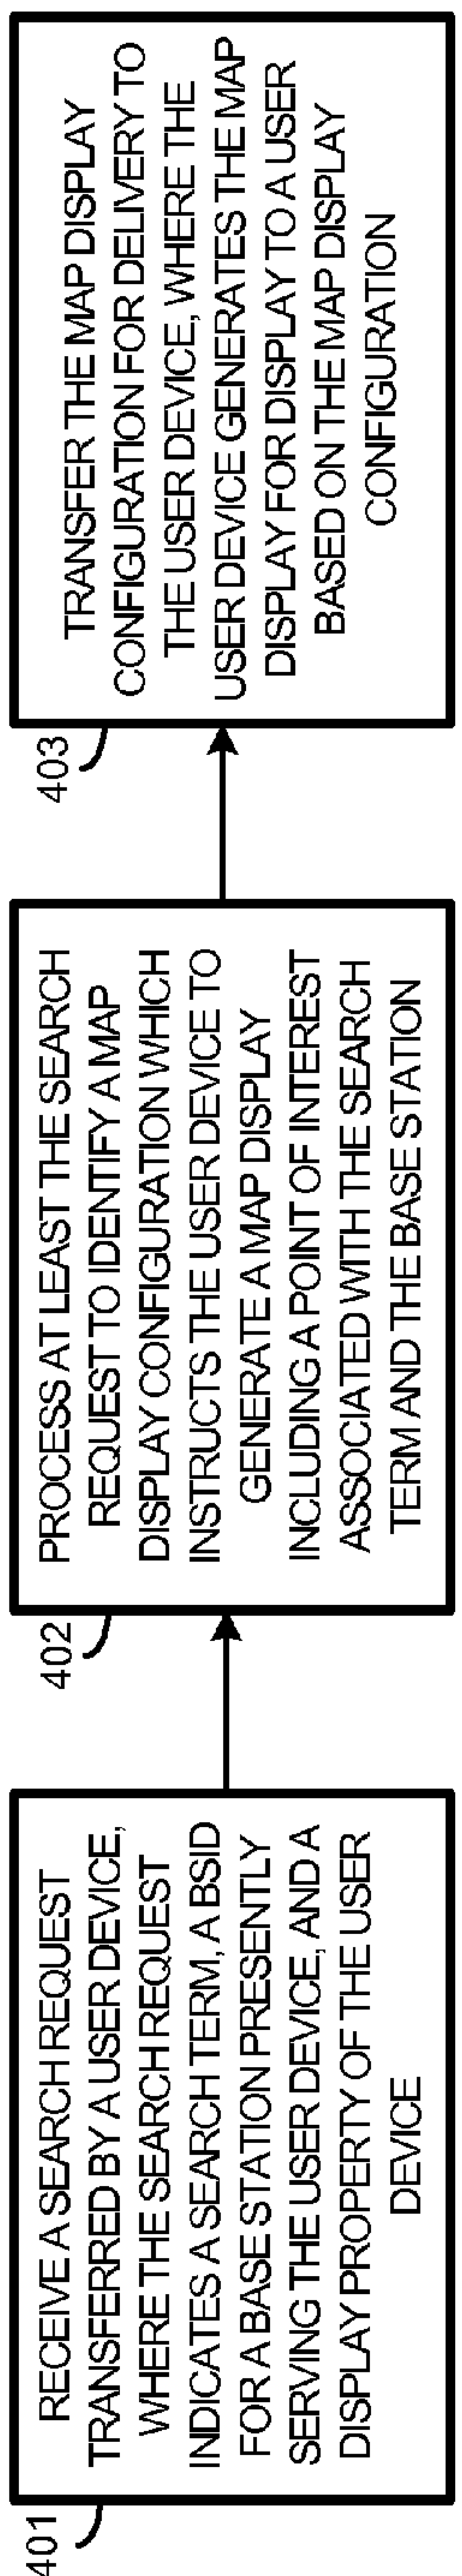 401
RECEIVE A SEARCH REQUEST
TRANSFERRED BY A USER DEVICE,
WHERE THE SEARCH REQUEST
INDICATES A SEARCH TERM, A BSID
FOR A BASE STATION PRESENTLY
SERVING THE USER DEVICE, AND A
DISPLAY PROPERTY OF THE USER
DEVICE
402
PROCESS AT LEAST THE SEARCH
REQUEST TO IDENTIFY A MAP
DISPLAY CONFIGURATION WHICH
INSTRUCTS THE USER DEVICE TO
GENERATE A MAP DISPLAY
INCLUDING A POINT OF INTEREST
ASSOCIATED WITH THE SEARCH
TERM AND THE BASE STATION
403
TRANSFER THE MAP DISPLAY
CONFIGURATION FOR DELIVERY TO
THE USER DEVICE, WHERE THE
USER DEVICE GENERATES THE MAP
DISPLAY FOR DISPLAY TO A USER
BASED ON THE MAP DISPLAY
CONFIGURATION